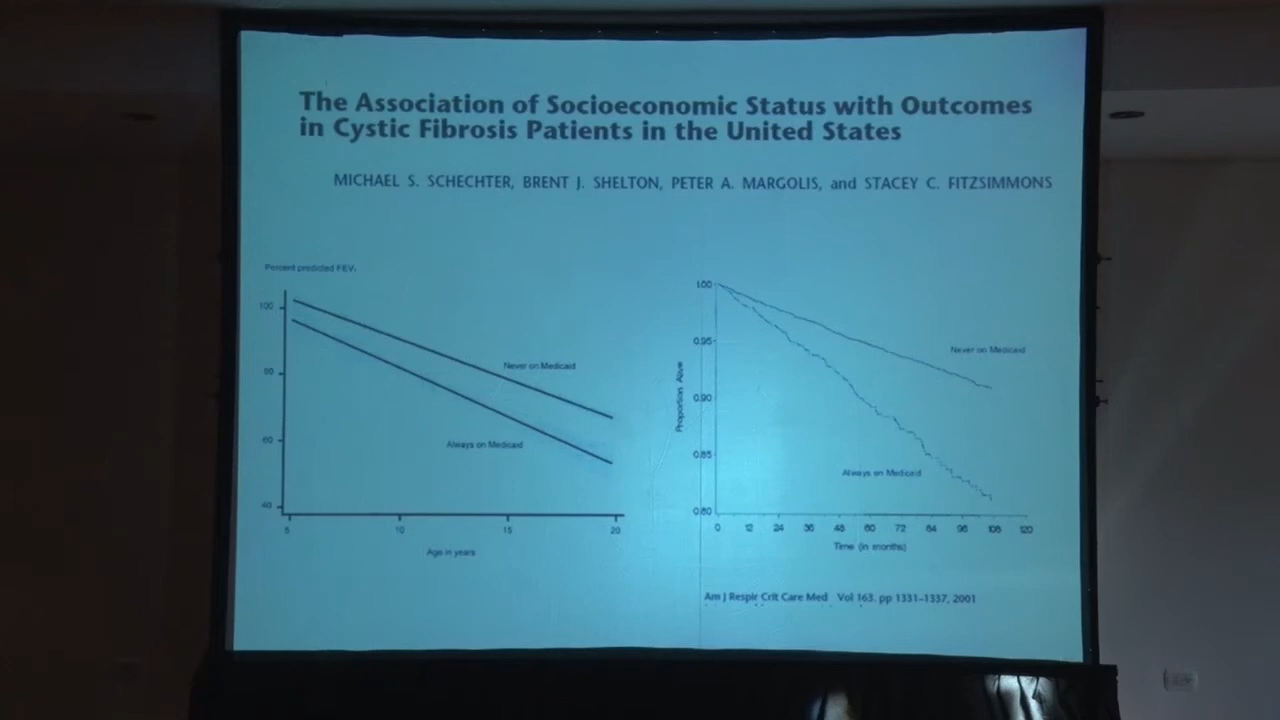 The Association of Socioeconomic Status with Outcomes
in Cystic Fibrosis Patients in the United States
MICHAEL S. SCHECHTER, BRENT J. SHELTON, PETER A. MARGOLIS, and STACEY C. FITZSIMMONS
Percent predicted FEV₁
100
80
60
40
Never on Medicaid
Always on Medicaid
5 10 15 20
Age in years
1.00
0.95
0.90
0.85
0.80
Proportion Alive
Never on Medicaid
Always on Medicaid
0 12 24 36 48 60 72 84 96 108 120
Time (in months)
Am J Respir Crit Care Med Vol 163. pp 1331–1337, 2001